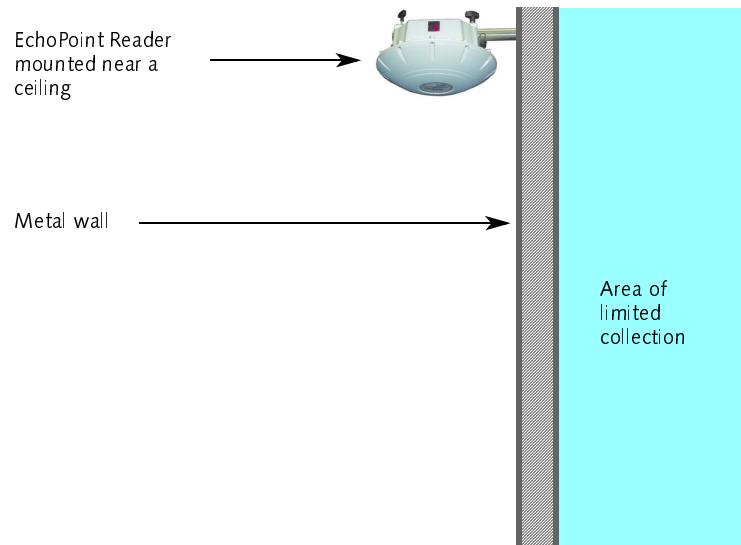 EchoPoint Reader
mounted near a
ceiling
Metal wall
Area of
limited
collection